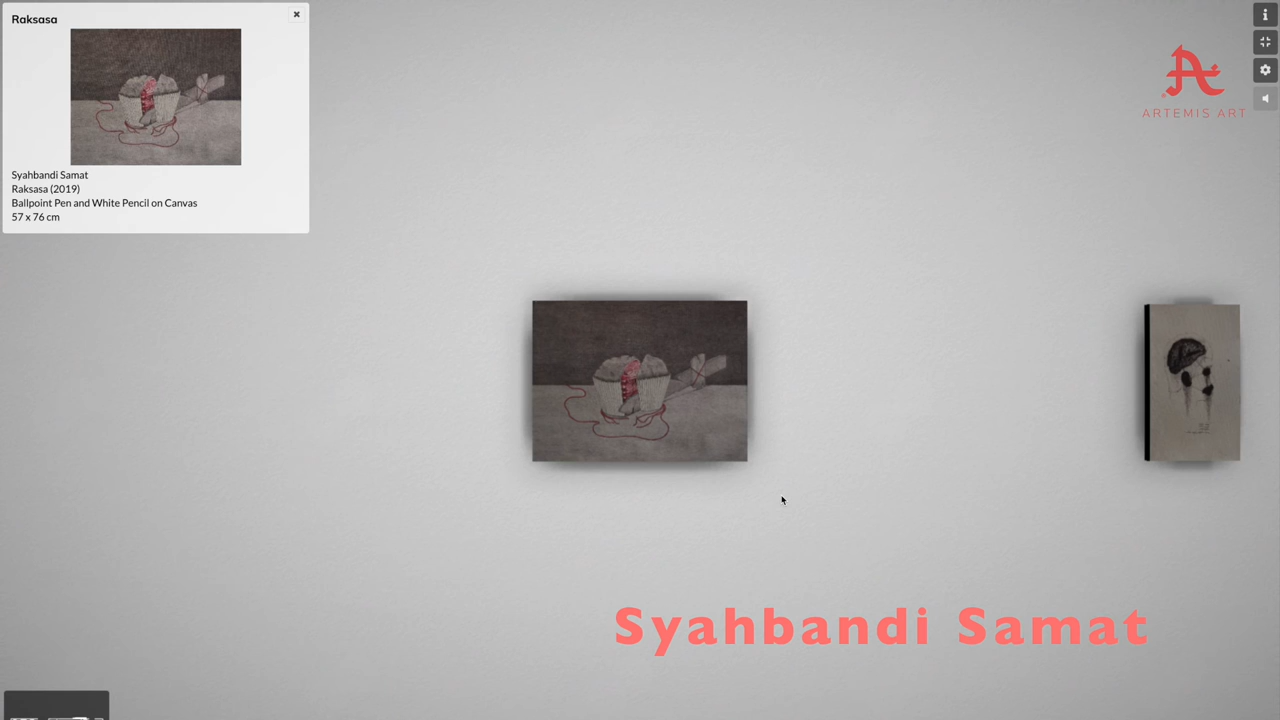 Raksasa
Syahbandi Samat
Raksasa (2019)
Ballpoint Pen and White Pencil on Canvas
57 x 76 cm
ARTEMIS ART
Syahbandi Samat